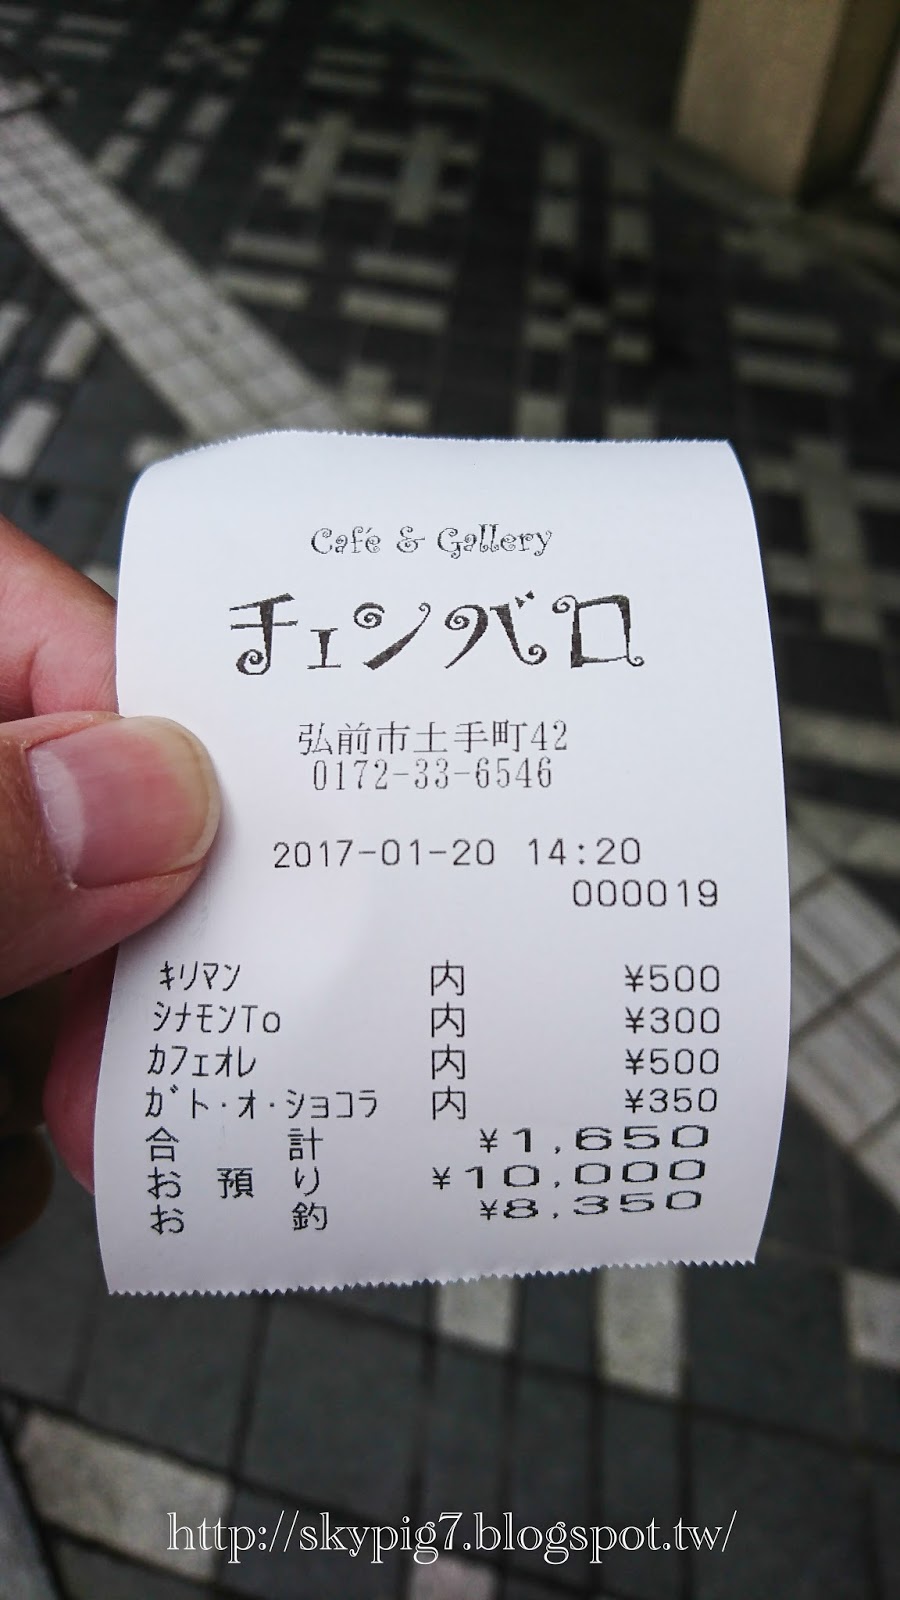 Café & Gallery
チェンバロ
弘前市土手町42
0172-33-6546
2017-01-20 14:20
000019
ｷﾘﾏﾝ 内 ¥500
ｼﾅﾓﾝTo 内 ¥300
ｶﾌｪｵﾚ 内 ¥500
ｶﾞﾄ・オ・ショコラ 内 ¥350
合計 ¥1,650
お預り ¥10,000
お釣 ¥8,350
http://skypig7.blogspot.tw/